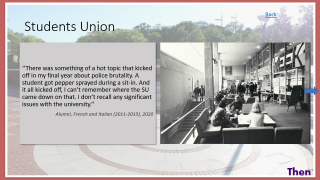 Back
Students Union
"There was something of a hot topic that kicked
off in my final year about police brutality. A
student got pepper sprayed during a sit-in. And
it all kicked off, I can't remember where the SU
came down on that. I don't recall any significant
issues with the university."
Alumni, French and Italian [2011-2015], 2020
Then